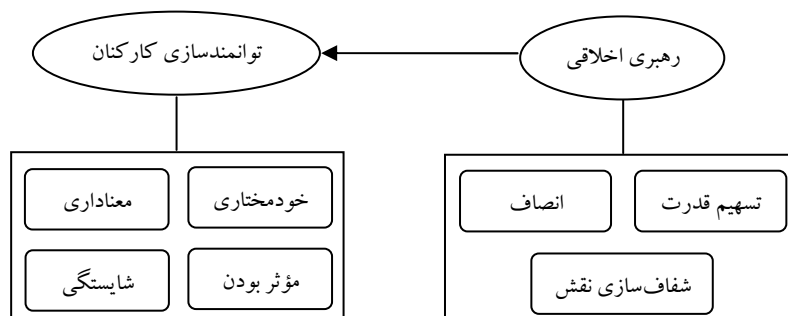 رهبری اخلاقی
توانمندسازی کارکنان
تسهیم قدرت
انصاف
شفاف‌سازی نقش
خودمختاری
معناداری
مؤثر بودن
شایستگی